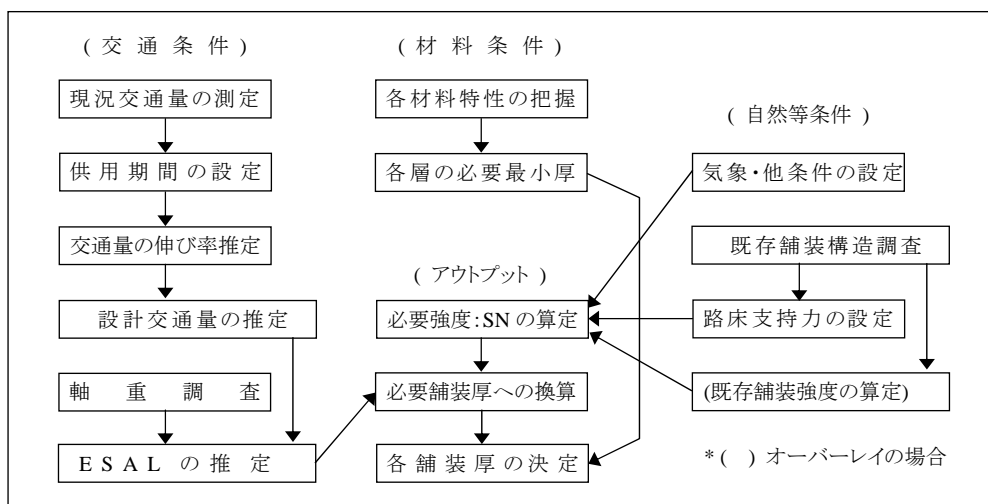 ( 交 通 条 件 )
現況交通量の測定
供 用 期 間 の 設 定
交通量の伸び率推定
設 計 交 通 量 の 推 定
軸 重 調 査
E S A L の 推 定
( 材 料 条 件 )
各材料特性の把握
各層の必要最小厚
( アウトプット )
必要強度:SN の算定
必要舗装厚への換算
各 舗 装 厚 の 決 定
( 自然等条件 )
気象・他条件の設定
既存舗装構造調査
路床支持力の設定
(既存舗装強度の算定)
* ( ) オーバーレイの場合